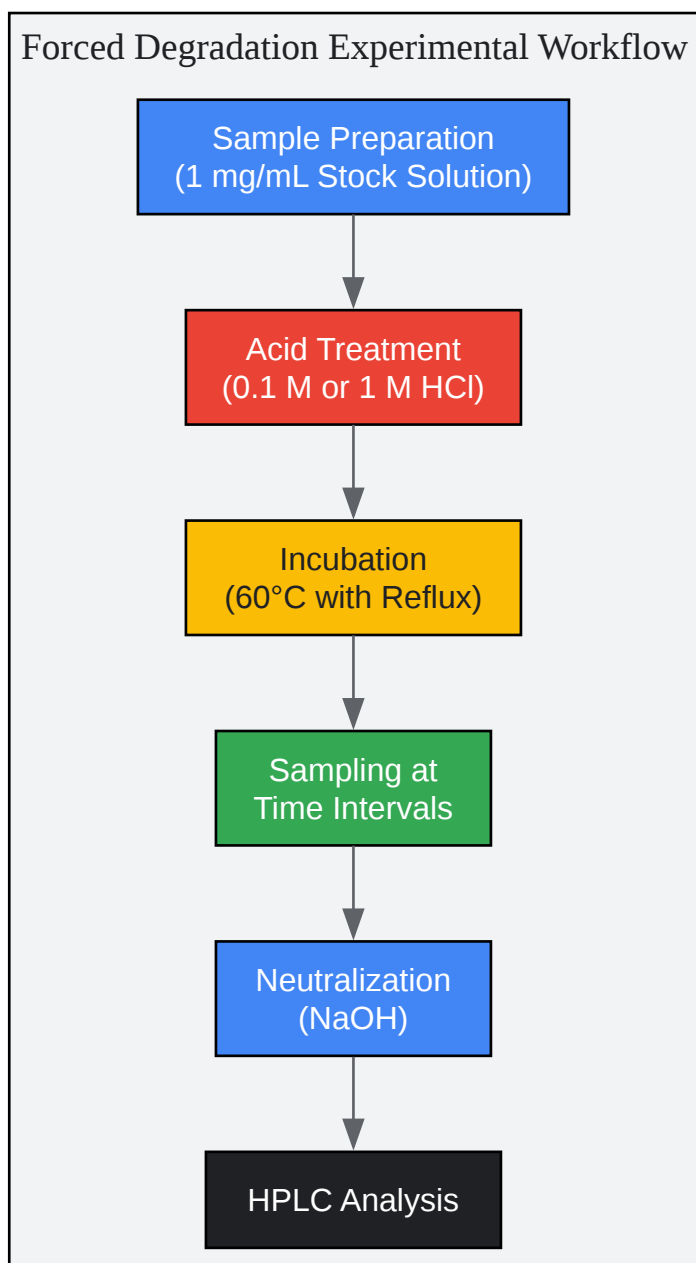 Forced Degradation Experimental Workflow
Sample Preparation
(1 mg/mL Stock Solution)
Acid Treatment
(0.1 M or 1 M HCl)
Incubation
(60°C with Reflux)
Sampling at
Time Intervals
Neutralization
(NaOH)
HPLC Analysis